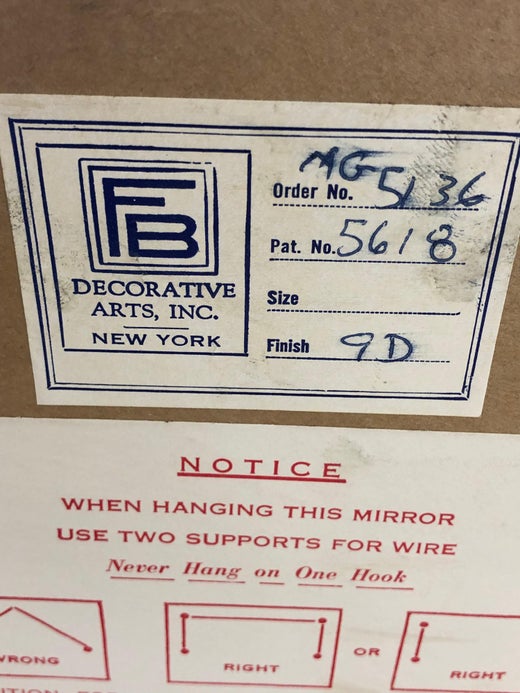 FB
DECORATIVE
ARTS, INC.
NEW YORK
MG
Order No. 5136
Pat. No. 5618
Size
Finish 9D
NOTICE
WHEN HANGING THIS MIRROR
USE TWO SUPPORTS FOR WIRE
Never Hang on One Hook
WRONG
RIGHT
OR
RIGHT